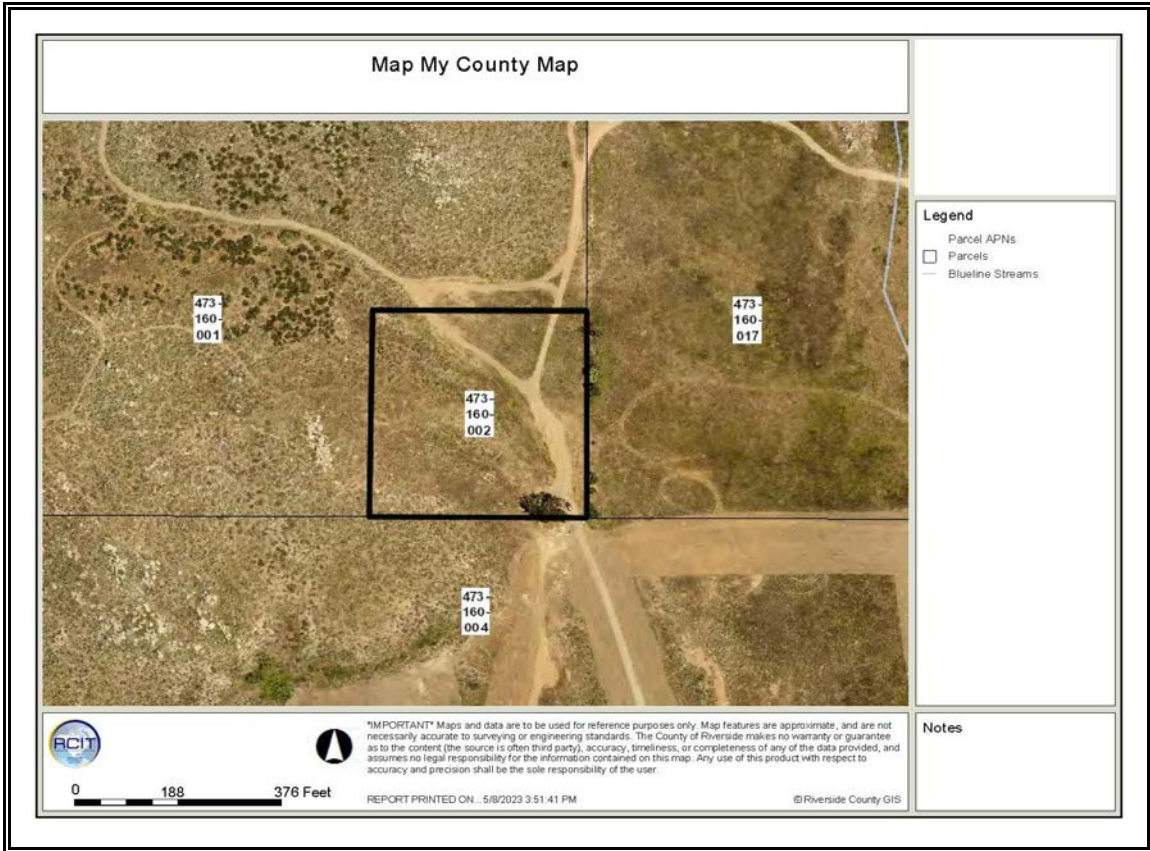 Map My County Map
473-
160-
001
473-
160-
017
473-
160-
002
473-
160-
004
Legend
Parcel APNs
Parcels
Blueline Streams
RCIT
0 188 376 Feet
*IMPORTANT* Maps and data are to be used for reference purposes only. Map features are approximate, and are not
necessarily accurate to surveying or engineering standards. The County of Riverside makes no warranty or guarantee
as to the content (the source is often third party), accuracy, timeliness, or completeness of any of the data provided, and
assumes no legal responsibility for the information contained on this map. Any use of this product with respect to
accuracy and precision shall be the sole responsibility of the user.
REPORT PRINTED ON... 5/8/2023 3:51:41 PM
© Riverside County GIS
Notes